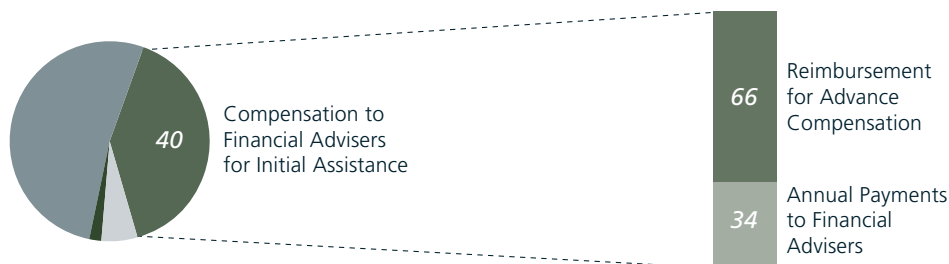 40
Compensation to
Financial Advisers
for Initial Assistance
66
Reimbursement
for Advance
Compensation
34
Annual Payments
to Financial
Advisers